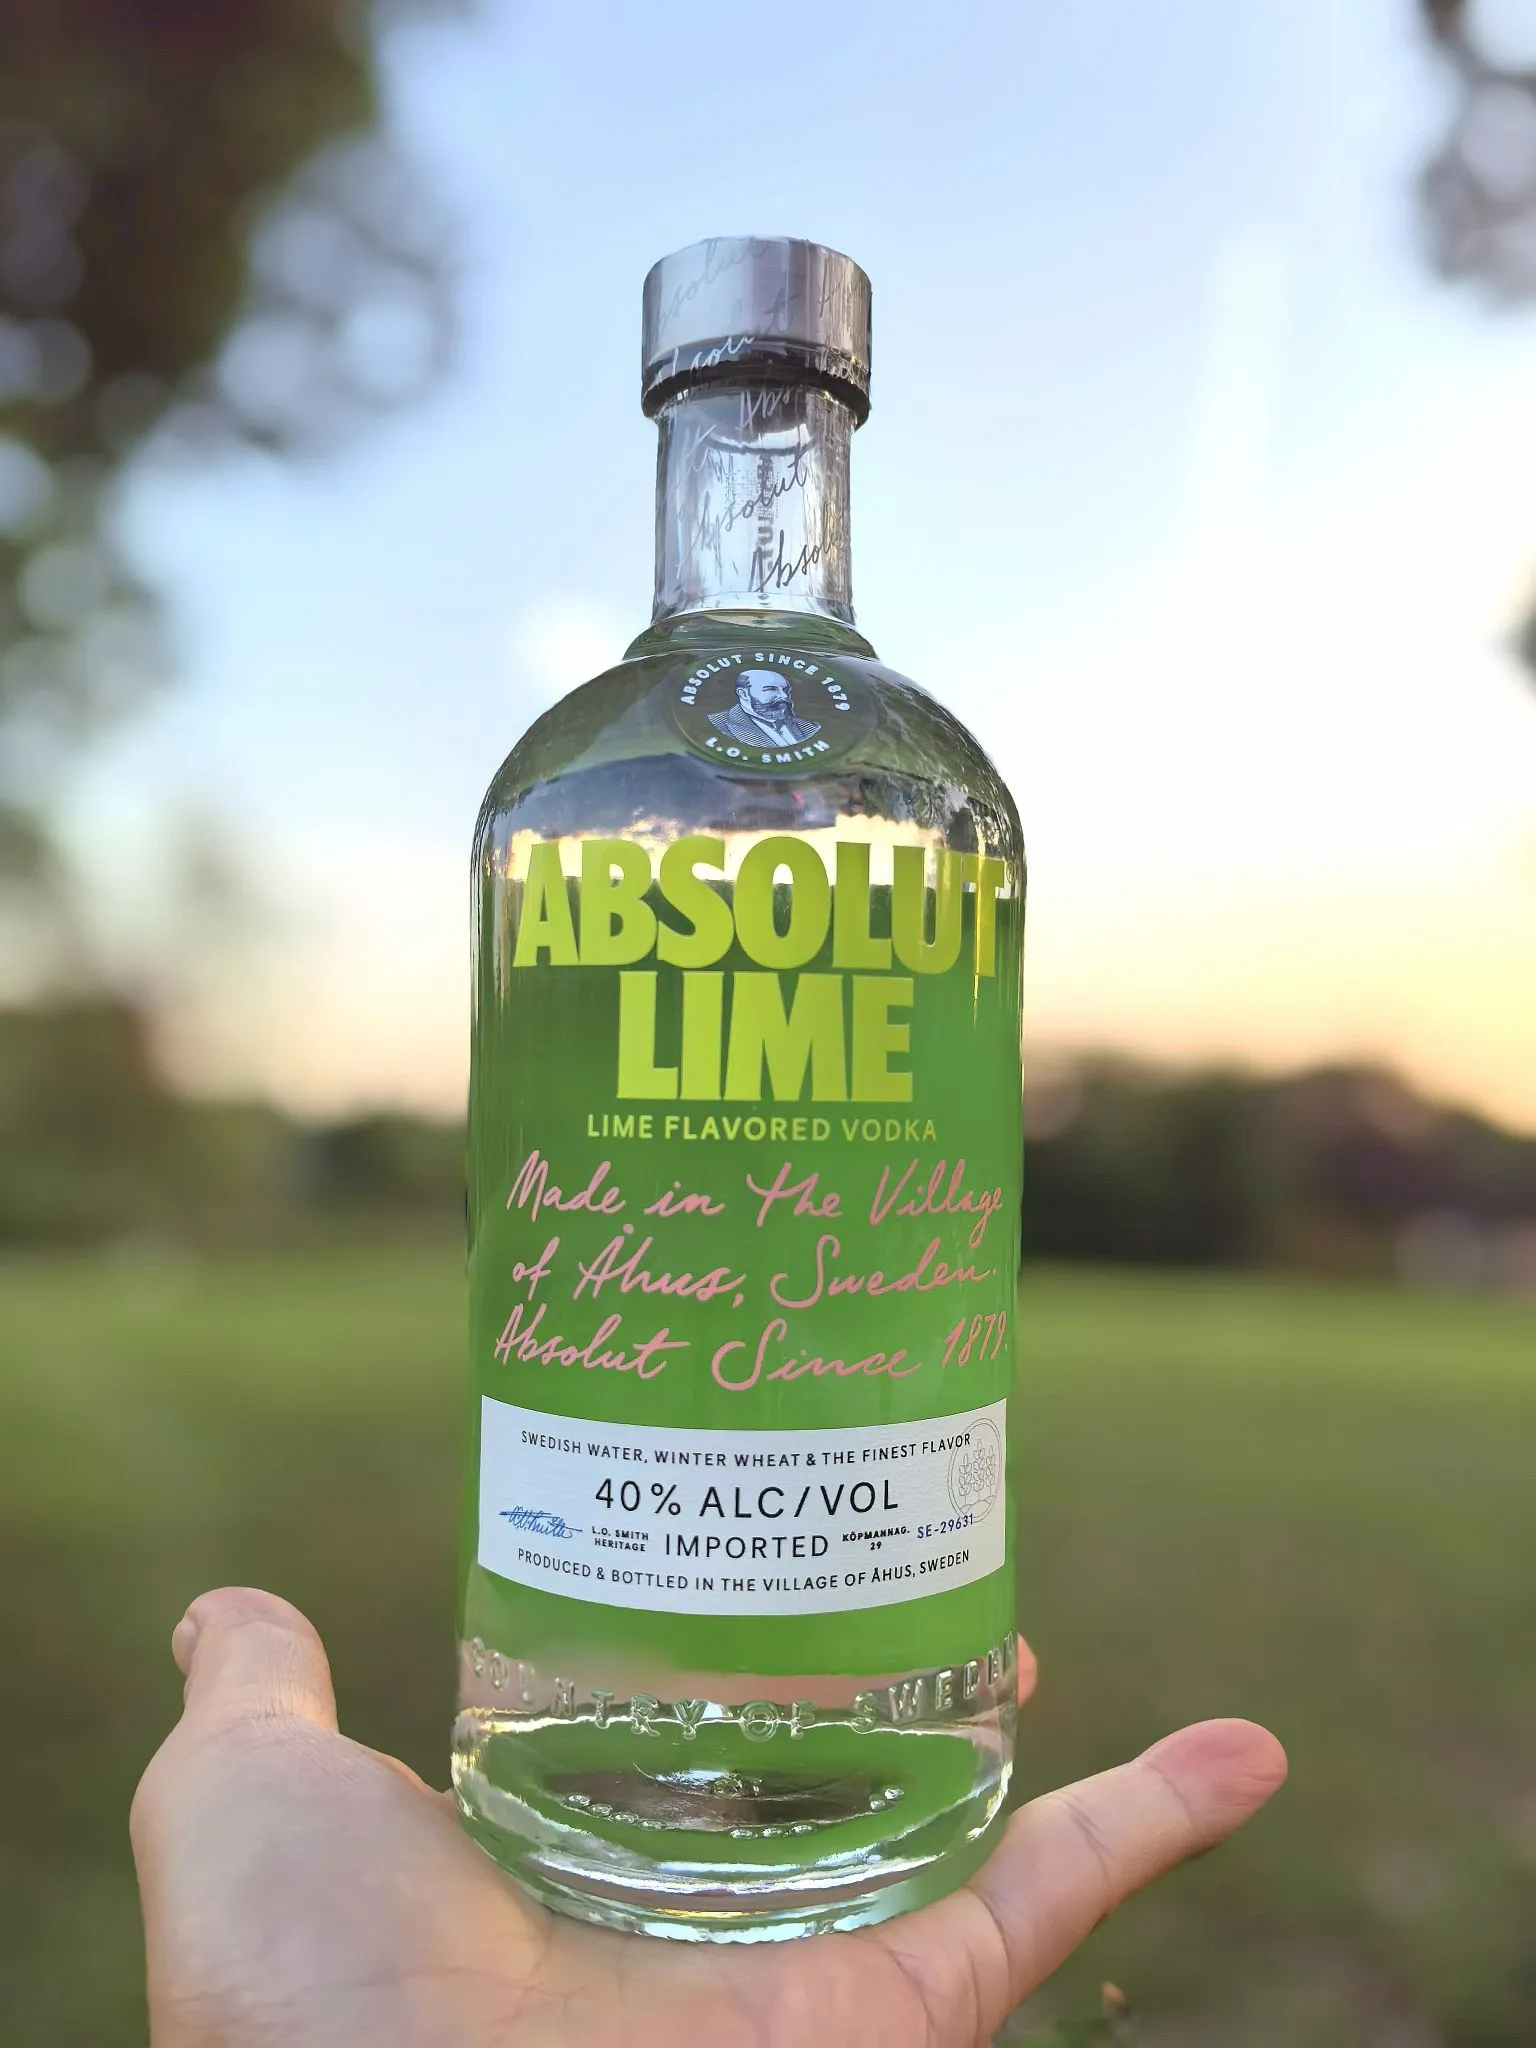 Absolut
Absolut
ABSOLUT SINCE 1879
L.O. SMITH
ABSOLUT
LIME
LIME FLAVORED VODKA
Made in the Village
of Åhus, Sweden.
Absolut Since 1879.
SWEDISH WATER, WINTER WHEAT & THE FINEST FLAVOR
40% ALC/VOL
L.O. SMITH
HERITAGE
IMPORTED
KÖPMANNAG.
29
SE-29631
PRODUCED & BOTTLED IN THE VILLAGE OF ÅHUS, SWEDEN
COUNTRY OF SWEDEN